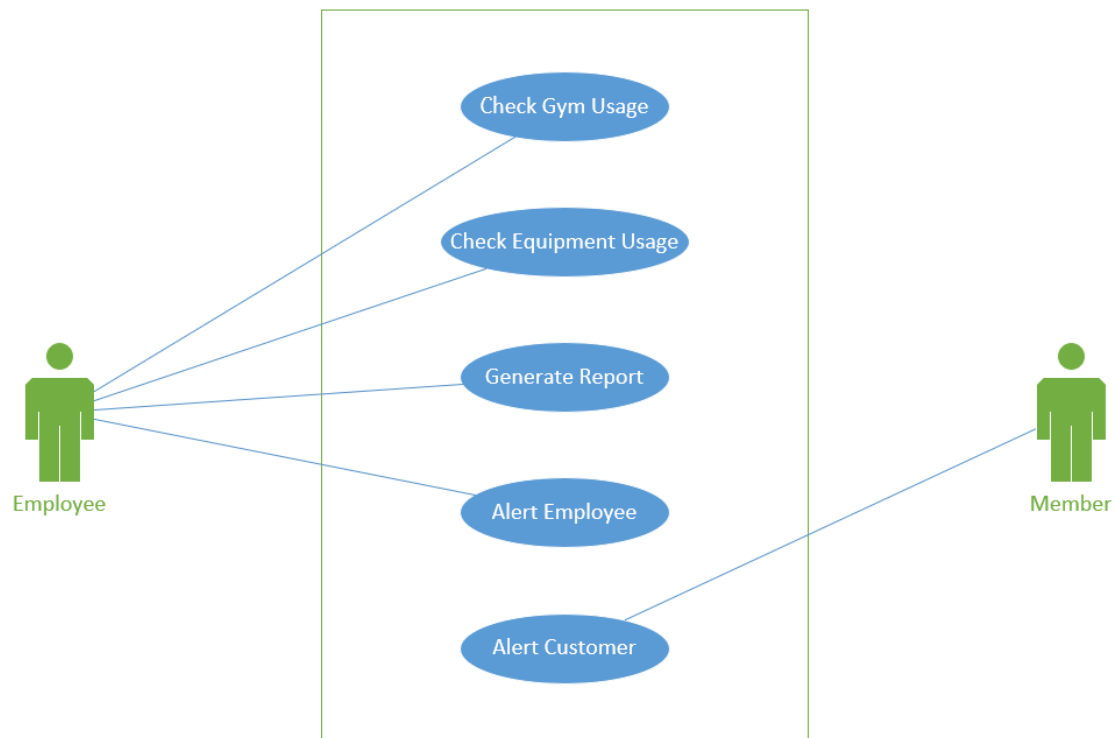 Check Gym Usage
Check Equipment Usage
Generate Report
Employee
Member
Alert Employee
Alert Customer